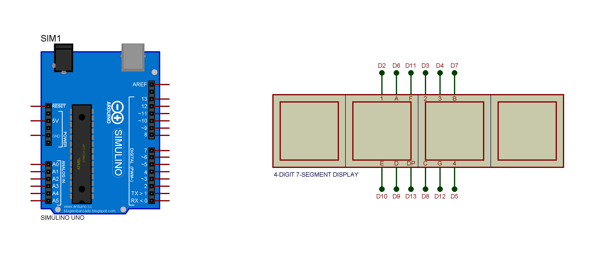 SIM1
AREF
RESET
5V
POWER
GND
13
12
~11
~10
~9
8
7
~6
~5
4
~3
2
TX > 1
RX < 0
A0
A1
A2
A3
A4
A5
ANALOG IN
ARDUINO
SIMULINO
DIGITAL (PWM~)
www.arduino.cc
blogembarcado.blogspot.com
SIMULINO UNO
D2 D6 D11 D3 D4 D7
1 A F 2 3 B
E D DP C G 4
4-DIGIT 7-SEGMENT DISPLAY
D10 D9 D13 D8 D12 D5